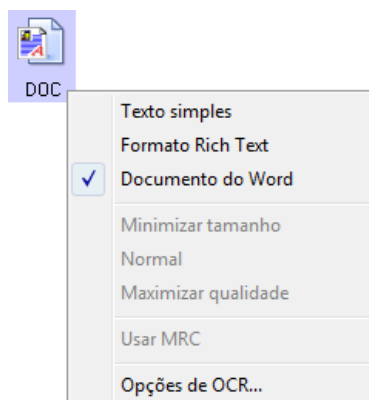 DOC
Texto simples
Formato Rich Text
Documento do Word
Minimizar tamanho
Normal
Maximizar qualidade
Usar MRC
Opções de OCR...